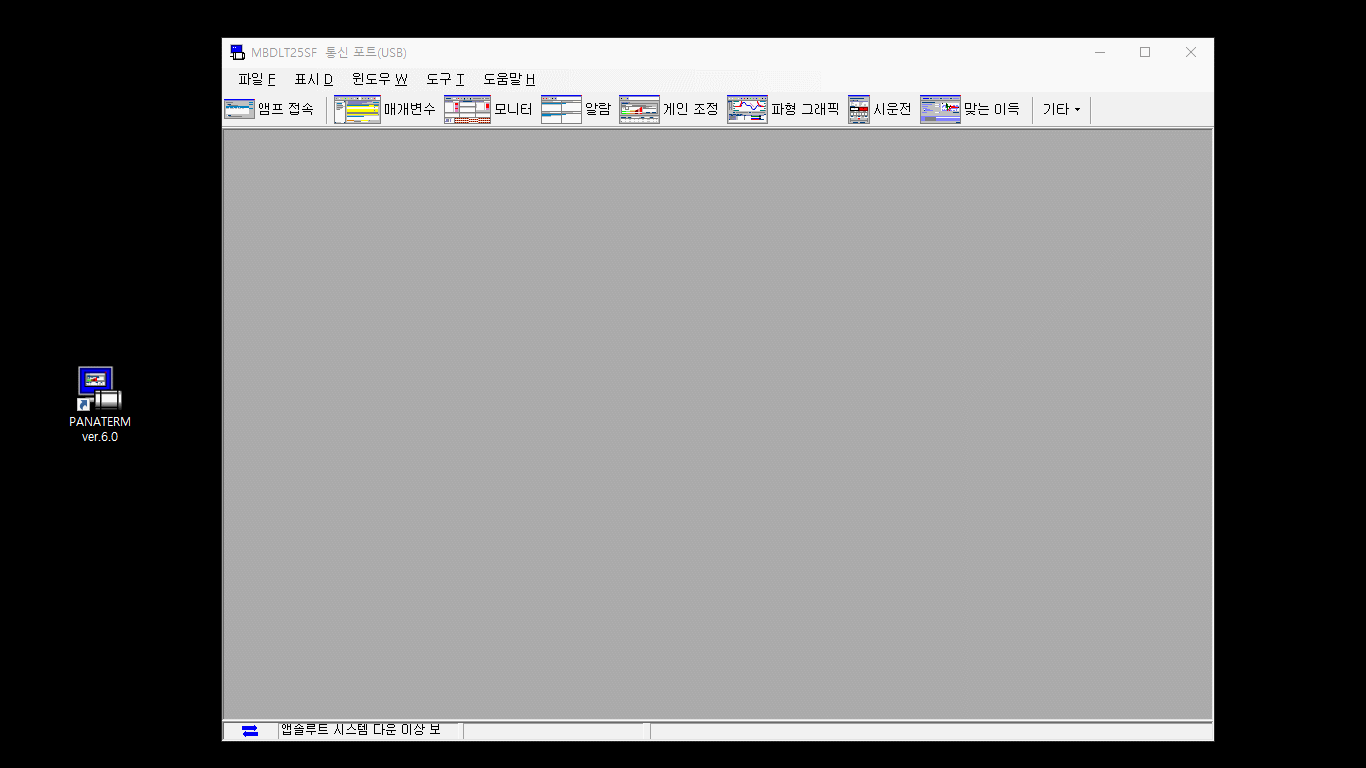 MBDLT25SF 통신 포트(USB)
파일 F 표시 D 윈도우 W 도구 T 도움말 H
앰프 접속 매개변수 모니터 알람 게인 조정 파형 그래픽 시운전 맞는 이득 기타
PANATERM
ver.6.0
앱솔루트 시스템 다운 이상 보